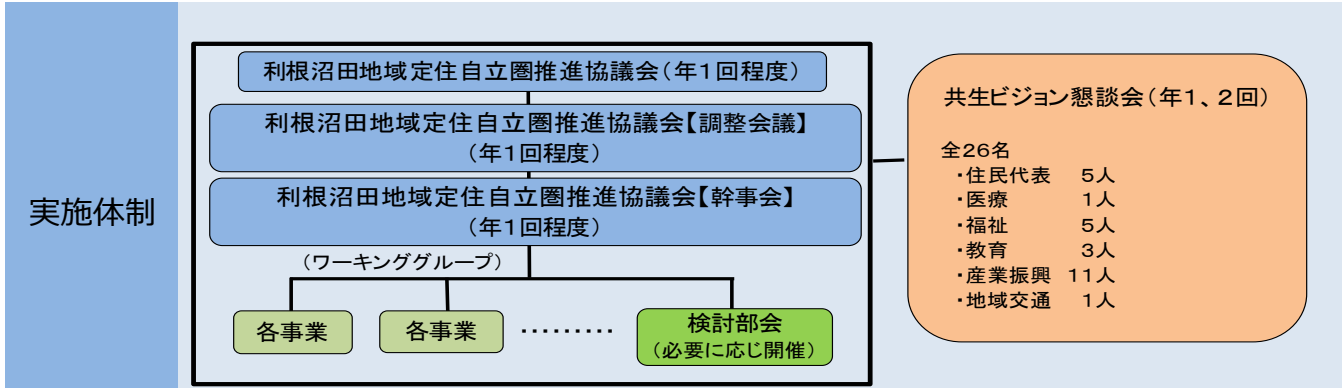 実施体制
利根沼田地域定住自立圏推進協議会(年1回程度)
利根沼田地域定住自立圏推進協議会【調整会議】
(年1回程度)
利根沼田地域定住自立圏推進協議会【幹事会】
(年1回程度)
(ワーキンググループ)
各事業
各事業
………
検討部会
(必要に応じ開催)
共生ビジョン懇談会(年1、2回)
全26名
・住民代表 5人
・医療 1人
・福祉 5人
・教育 3人
・産業振興 11人
・地域交通 1人